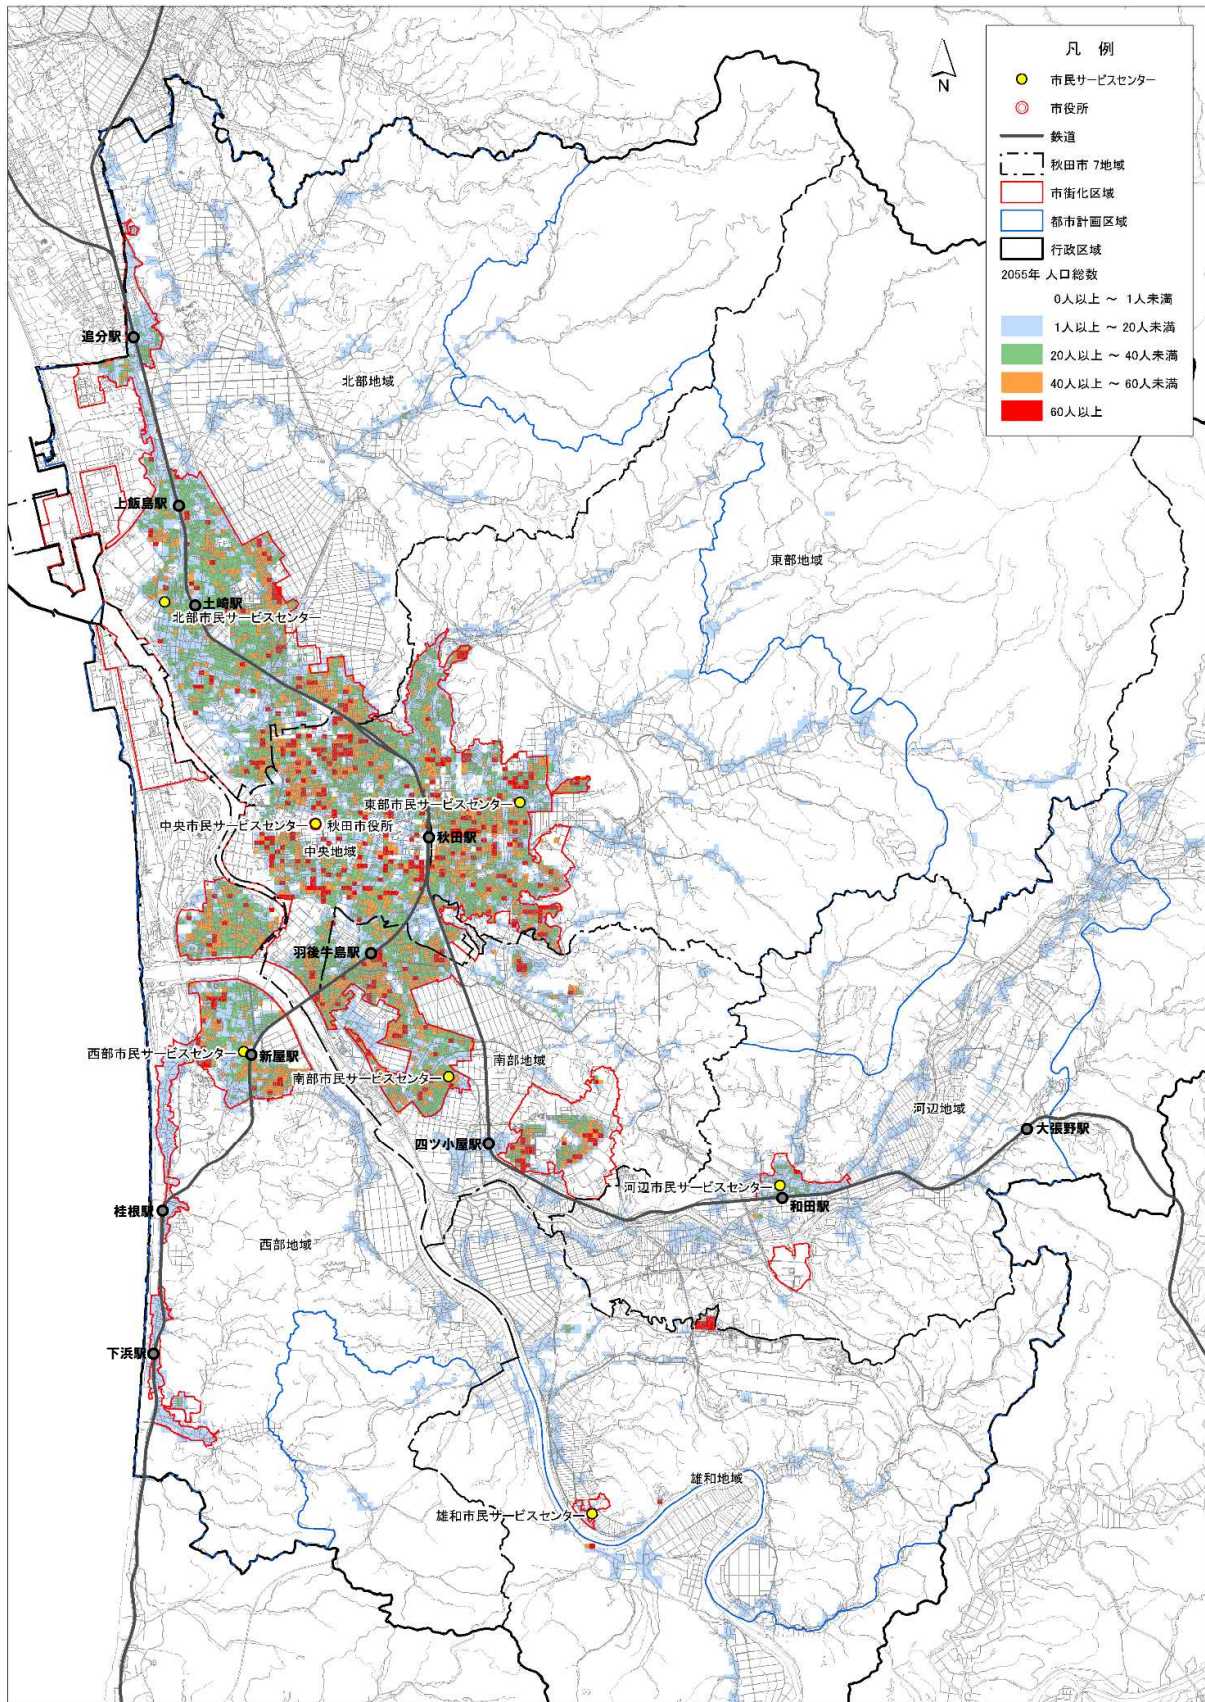 凡 例
市民サービスセンター
市役所
鉄道
秋田市 7地域
市街化区域
都市計画区域
行政区域
2055年 人口総数
0人以上 ～ 1人未満
1人以上 ～ 20人未満
20人以上 ～ 40人未満
40人以上 ～ 60人未満
60人以上
N
追分駅
北部地域
上飯島駅
東部地域
土崎駅
北部市民サービスセンター
東部市民サービスセンター
中央市民サービスセンター
秋田市役所
秋田駅
中央地域
羽後牛島駅
西部市民サービスセンター
新屋駅
南部地域
南部市民サービスセンター
河辺地域
大張野駅
四ツ小屋駅
河辺市民サービスセンター
和田駅
桂根駅
西部地域
下浜駅
雄和地域
雄和市民サービスセンター